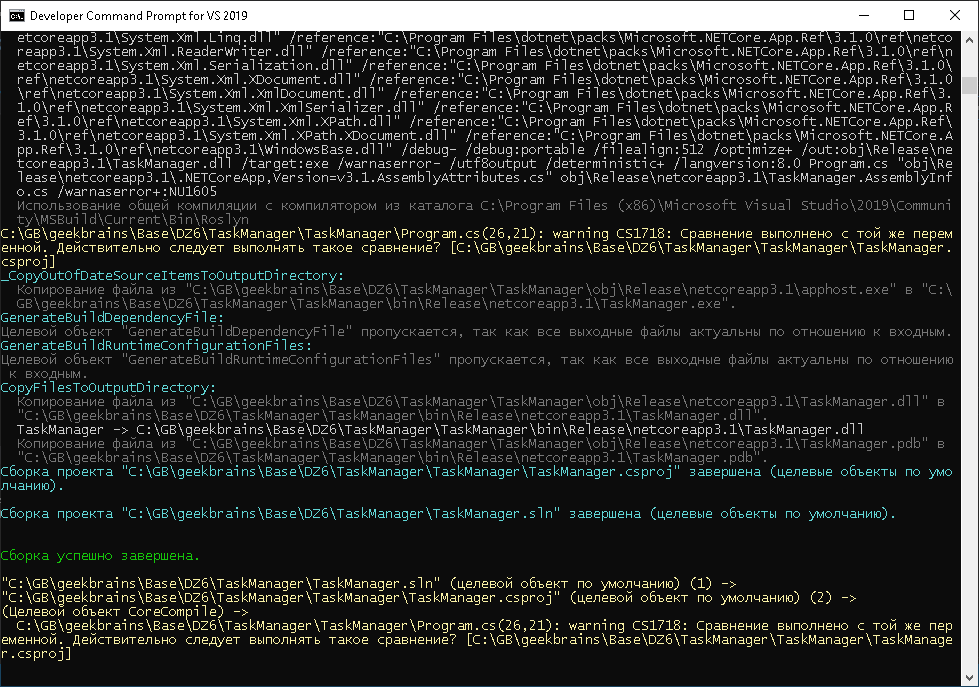 Developer Command Prompt for VS 2019
etcoreapp3.1\System.Xml.Linq.dll" /reference:"C:\Program Files\dotnet\packs\Microsoft.NETCore.App.Ref\3.1.0\ref\netco
reapp3.1\System.Xml.ReaderWriter.dll" /reference:"C:\Program Files\dotnet\packs\Microsoft.NETCore.App.Ref\3.1.0\ref\n
etcoreapp3.1\System.Xml.Serialization.dll" /reference:"C:\Program Files\dotnet\packs\Microsoft.NETCore.App.Ref\3.1.0\
ref\netcoreapp3.1\System.Xml.XDocument.dll" /reference:"C:\Program Files\dotnet\packs\Microsoft.NETCore.App.Ref\3.1.0
\ref\netcoreapp3.1\System.Xml.XmlDocument.dll" /reference:"C:\Program Files\dotnet\packs\Microsoft.NETCore.App.Ref\3.
1.0\ref\netcoreapp3.1\System.Xml.XmlSerializer.dll" /reference:"C:\Program Files\dotnet\packs\Microsoft.NETCore.App.R
ef\3.1.0\ref\netcoreapp3.1\System.Xml.XPath.dll" /reference:"C:\Program Files\dotnet\packs\Microsoft.NETCore.App.Ref\
3.1.0\ref\netcoreapp3.1\System.Xml.XPath.XDocument.dll" /reference:"C:\Program Files\dotnet\packs\Microsoft.NETCore.A
pp.Ref\3.1.0\ref\netcoreapp3.1\WindowsBase.dll" /debug- /debug:portable /filealign:512 /optimize+ /out:obj\Release\ne
tcoreapp3.1\TaskManager.dll /target:exe /warnaserror- /utf8output /deterministic+ /langversion:8.0 Program.cs "obj\Re
lease\netcoreapp3.1\.NETCoreApp,Version=v3.1.AssemblyAttributes.cs" obj\Release\netcoreapp3.1\TaskManager.AssemblyInf
o.cs /warnaserror+:NU1605
Использование общей компиляции с компилятором из каталога C:\Program Files (x86)\Microsoft Visual Studio\2019\Communi
ty\MSBuild\Current\Bin\Roslyn
C:\GB\geekbrains\Base\DZ6\TaskManager\TaskManager\Program.cs(26,21): warning CS1718: Сравнение выполнено с той же перем
енной. Действительно следует выполнять такое сравнение? [C:\GB\geekbrains\Base\DZ6\TaskManager\TaskManager\TaskManager.
csproj]
_CopyOutOfDateSourceItemsToOutputDirectory:
Копирование файла из "C:\GB\geekbrains\Base\DZ6\TaskManager\TaskManager\obj\Release\netcoreapp3.1\apphost.exe" в "C:\
GB\geekbrains\Base\DZ6\TaskManager\TaskManager\bin\Release\netcoreapp3.1\TaskManager.exe".
GenerateBuildDependencyFile:
Целевой объект "GenerateBuildDependencyFile" пропускается, так как все выходные файлы актуальны по отношению к входным.
GenerateBuildRuntimeConfigurationFiles:
Целевой объект "GenerateBuildRuntimeConfigurationFiles" пропускается, так как все выходные файлы актуальны по отношению
к входным.
CopyFilesToOutputDirectory:
Копирование файла из "C:\GB\geekbrains\Base\DZ6\TaskManager\TaskManager\obj\Release\netcoreapp3.1\TaskManager.dll" в
"C:\GB\geekbrains\Base\DZ6\TaskManager\TaskManager\bin\Release\netcoreapp3.1\TaskManager.dll".
TaskManager -> C:\GB\geekbrains\Base\DZ6\TaskManager\TaskManager\bin\Release\netcoreapp3.1\TaskManager.dll
Копирование файла из "C:\GB\geekbrains\Base\DZ6\TaskManager\TaskManager\obj\Release\netcoreapp3.1\TaskManager.pdb" в
"C:\GB\geekbrains\Base\DZ6\TaskManager\TaskManager\bin\Release\netcoreapp3.1\TaskManager.pdb".
Сборка проекта "C:\GB\geekbrains\Base\DZ6\TaskManager\TaskManager\TaskManager.csproj" завершена (целевые объекты по умо
лчанию).
Сборка проекта "C:\GB\geekbrains\Base\DZ6\TaskManager\TaskManager.sln" завершена (целевые объекты по умолчанию).
Сборка успешно завершена.
"C:\GB\geekbrains\Base\DZ6\TaskManager\TaskManager.sln" (целевой объект по умолчанию) (1) ->
"C:\GB\geekbrains\Base\DZ6\TaskManager\TaskManager\TaskManager.csproj" (целевой объект по умолчанию) (2) ->
(Целевой объект CoreCompile) ->
C:\GB\geekbrains\Base\DZ6\TaskManager\TaskManager\Program.cs(26,21): warning CS1718: Сравнение выполнено с той же пер
еменной. Действительно следует выполнять такое сравнение? [C:\GB\geekbrains\Base\DZ6\TaskManager\TaskManager\TaskManage
r.csproj]